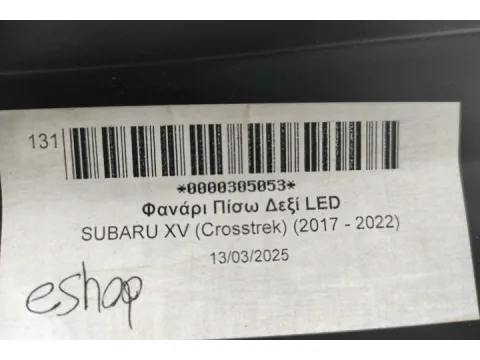 131
*0000305053*
Φανάρι Πίσω Δεξί LED
SUBARU XV (Crosstrek) (2017 - 2022)
13/03/2025
eshop